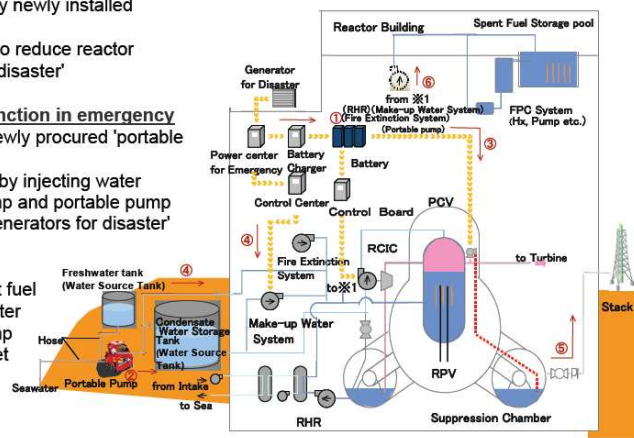 y newly installed
o reduce reactor
disaster'
nction in emergency
ewly procured 'portable
by injecting water
np and portable pump
enerators for disaster'
t fuel
ter
np
et
Reactor Building
Spent Fuel Storage pool
Generator
for Disaster
⑥
from ※1
(RHR)(Make-up Water System)
(Fire Extinction System)
(Portable pump)
FPC System
(Hx, Pump etc.)
①
③
Power center
for Emergency
Battery
Charger
Battery
Control Center
Control Board
PCV
④
Fire Extinction
System
RCIC
to※1
to Turbine
Freshwater tank
(Water Source Tank)
④
Condensate
Water Storage
Tank
(Water Source
Tank)
Make-up Water
System
Stack
Hose
②
⑤
Seawater
Portable Pump
from Intake
to Sea
RPV
RHR
Suppression Chamber